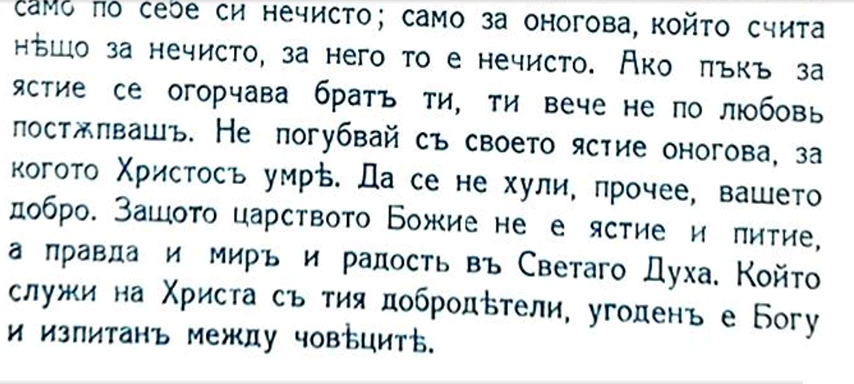 само по себе си нечисто; само за оногова, който счита
нѣщо за нечисто, за него то е нечисто. Ако пъкъ за
ястие се огорчава братъ ти, ти вече не по любовь
постѫпвашъ. Не погубвай съ своето ястие оногова, за
когото Христосъ умрѣ. Да се не хули, прочее, вашето
добро. Защото царството Божие не е ястие и питие,
а правда и миръ и радость въ Светаго Духа. Който
служи на Христа съ тия добродѣтели, угоденъ е Богу
и изпитанъ между човѣцитѣ.